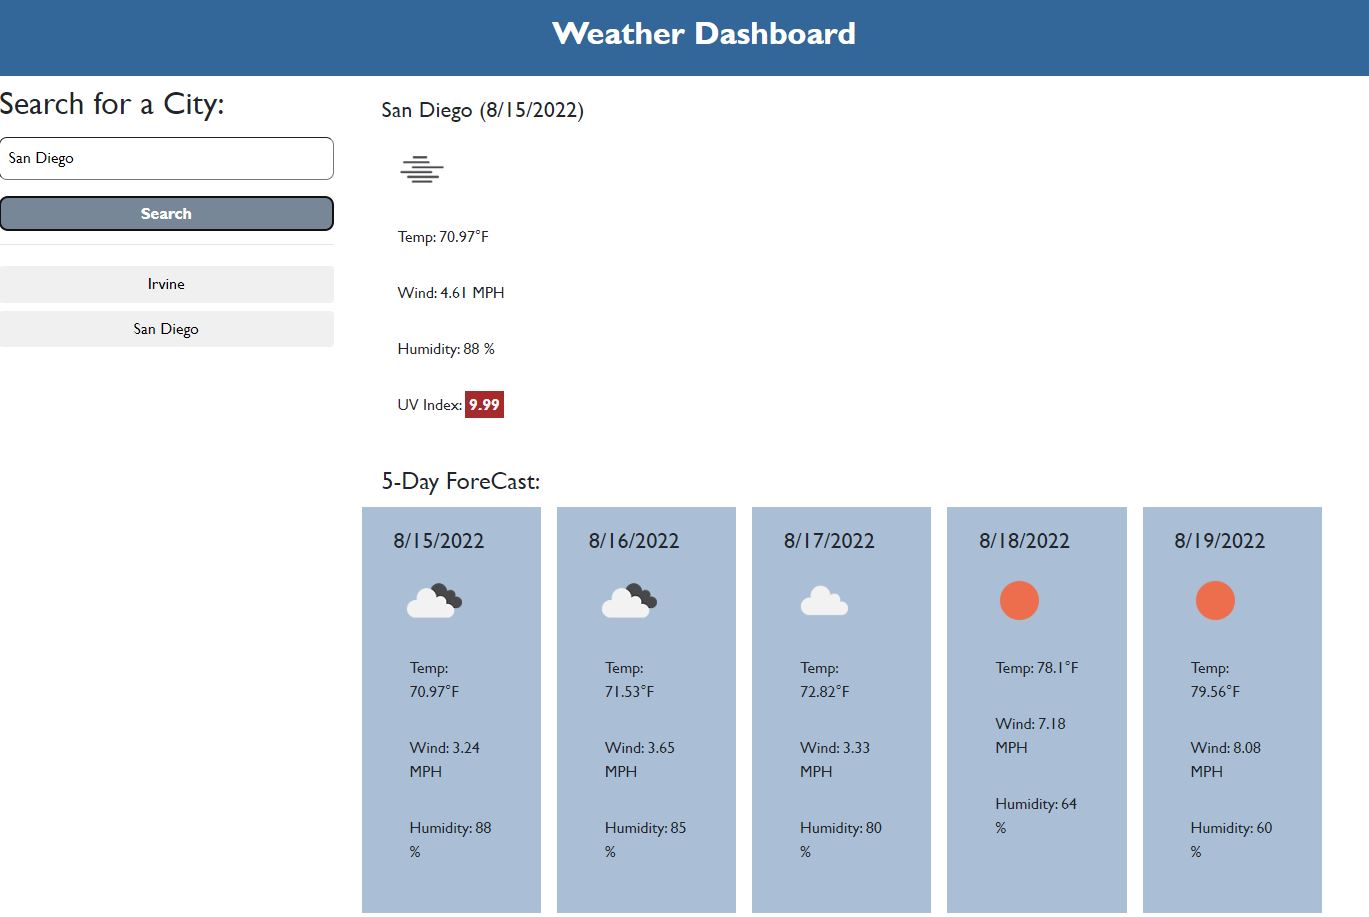 Weather Dashboard
Search for a City:
San Diego
Search
Irvine
San Diego
San Diego (8/15/2022)
Temp: 70.97°F
Wind: 4.61 MPH
Humidity: 88 %
UV Index: 9.99
5-Day ForeCast:
8/15/2022
Temp:
70.97°F
Wind: 3.24
MPH
Humidity: 88
%
8/16/2022
Temp:
71.53°F
Wind: 3.65
MPH
Humidity: 85
%
8/17/2022
Temp:
72.82°F
Wind: 3.33
MPH
Humidity: 80
%
8/18/2022
Temp: 78.1°F
Wind: 7.18
MPH
Humidity: 64
%
8/19/2022
Temp:
79.56°F
Wind: 8.08
MPH
Humidity: 60
%